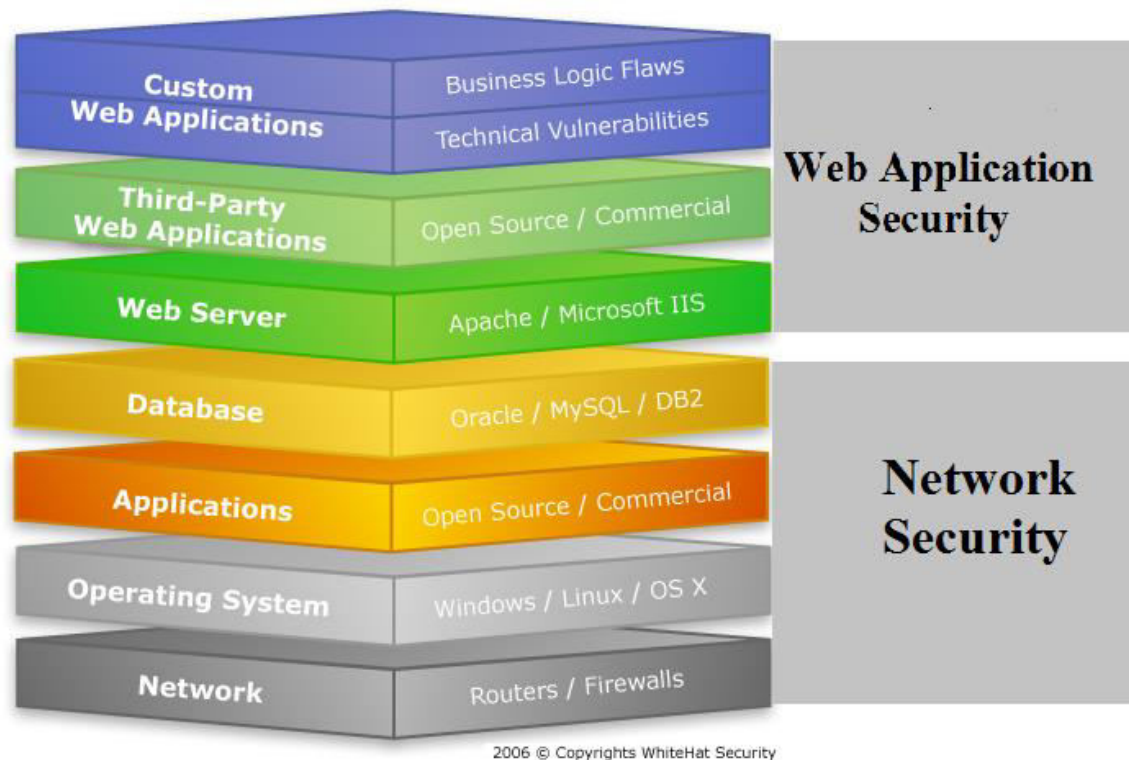 Custom
Web Applications
Business Logic Flaws
Technical Vulnerabilities
Third-Party
Web Applications
Open Source / Commercial
Web Server
Apache / Microsoft IIS
Database
Oracle / MySQL / DB2
Applications
Open Source / Commercial
Operating System
Windows / Linux / OS X
Network
Routers / Firewalls
Web Application
Security
Network
Security
2006 © Copyrights WhiteHat Security